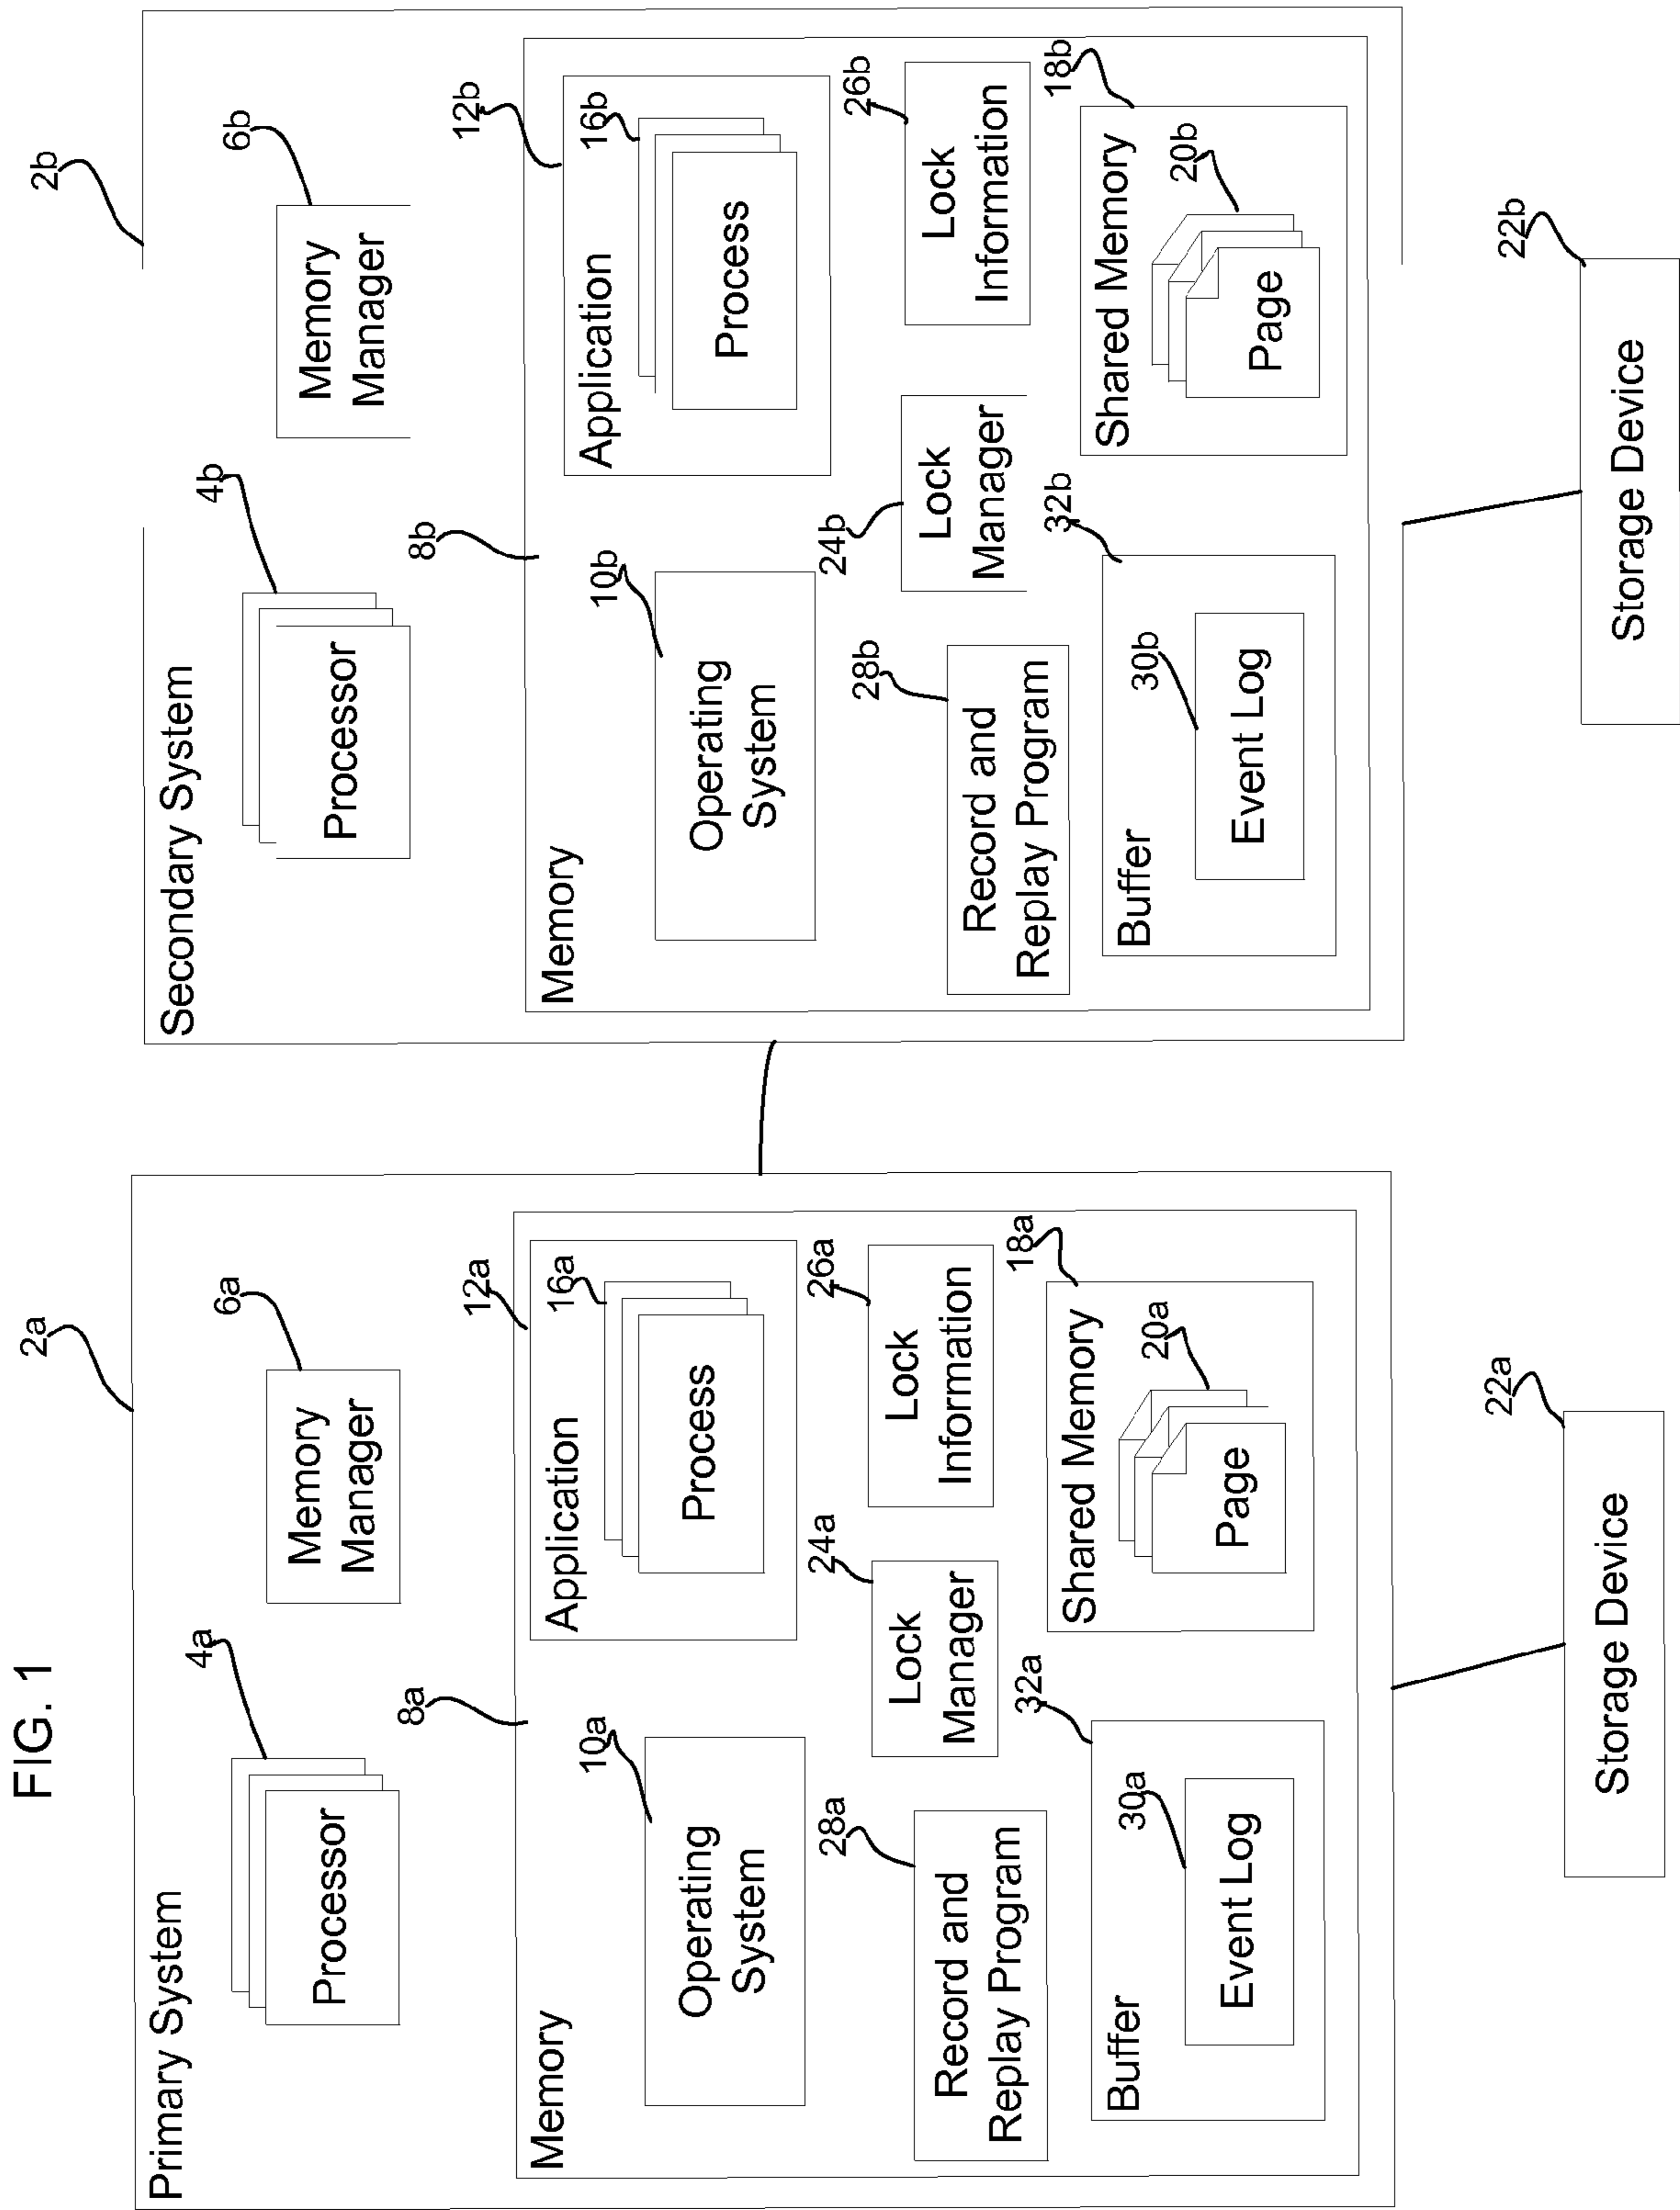 FIG. 1
2a
Primary System
4a
Processor
6a
Memory
Manager
8a
Memory
10a
Operating
System
12a
Application
16a
Process
28a
Record and
Replay Program
24a
Lock
Manager
26a
Lock
Information
32a
Buffer
30a
Event Log
18a
Shared Memory
20a
Page
22a
Storage Device
2b
Secondary System
4b
Processor
6b
Memory
Manager
8b
Memory
10b
Operating
System
12b
Application
16b
Process
28b
Record and
Replay Program
24b
Lock
Manager
26b
Lock
Information
32b
Buffer
30b
Event Log
18b
Shared Memory
20b
Page
22b
Storage Device